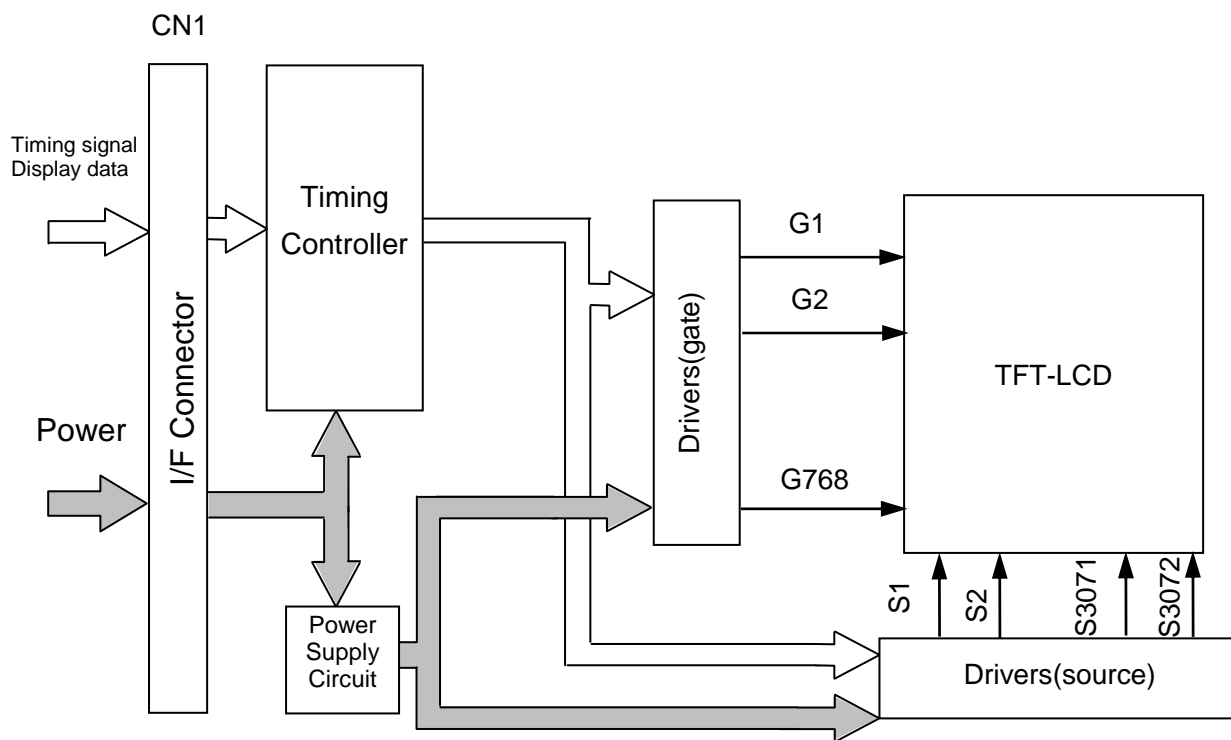 CN1
Timing signal
Display data
Power
I/F Connector
Timing
Controller
Power
Supply
Circuit
Drivers(gate)
G1
G2
G768
TFT-LCD
S1
S2
S3071
S3072
Drivers(source)